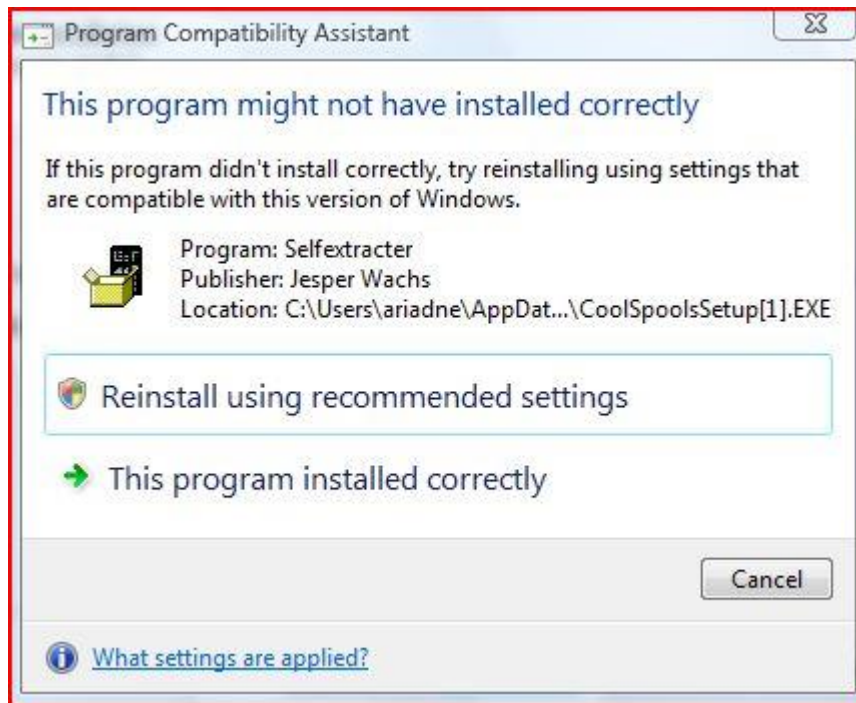 Program Compatibility Assistant
This program might not have installed correctly
If this program didn't install correctly, try reinstalling using settings that
are compatible with this version of Windows.
Program: Selfextracter
Publisher: Jesper Wachs
Location: C:\Users\ariadne\AppDat...\CoolSpoolsSetup[1].EXE
Reinstall using recommended settings
This program installed correctly
Cancel
What settings are applied?